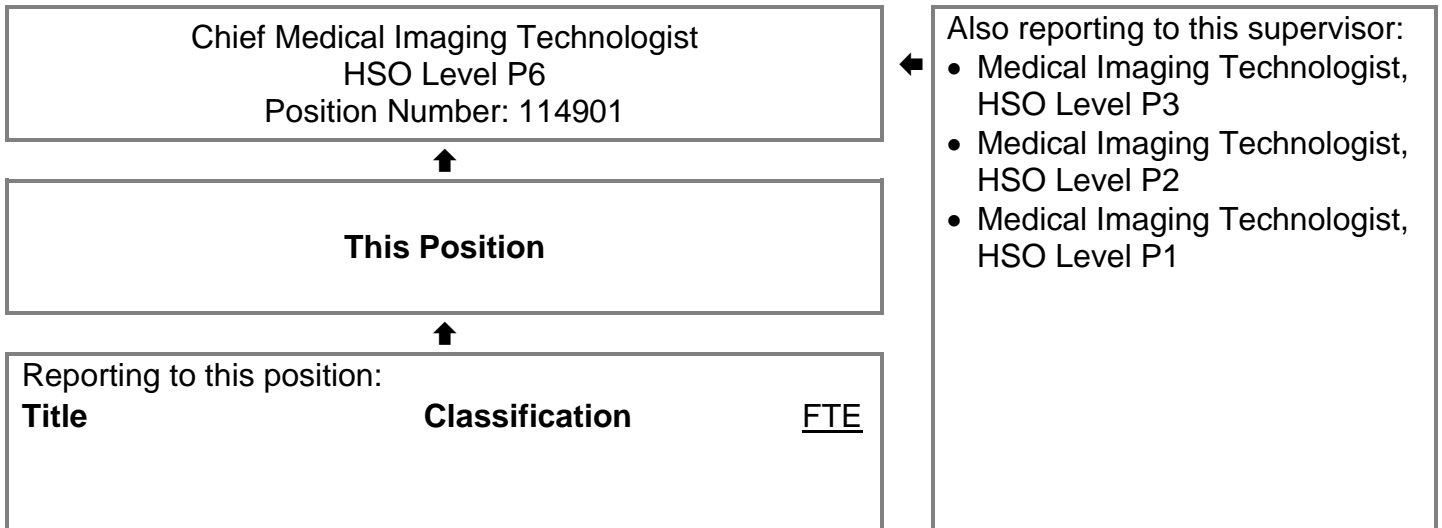 Chief Medical Imaging Technologist
HSO Level P6
Position Number: 114901
This Position
Reporting to this position:
Title Classification FTE
Also reporting to this supervisor:
• Medical Imaging Technologist,
HSO Level P3
• Medical Imaging Technologist,
HSO Level P2
• Medical Imaging Technologist,
HSO Level P1